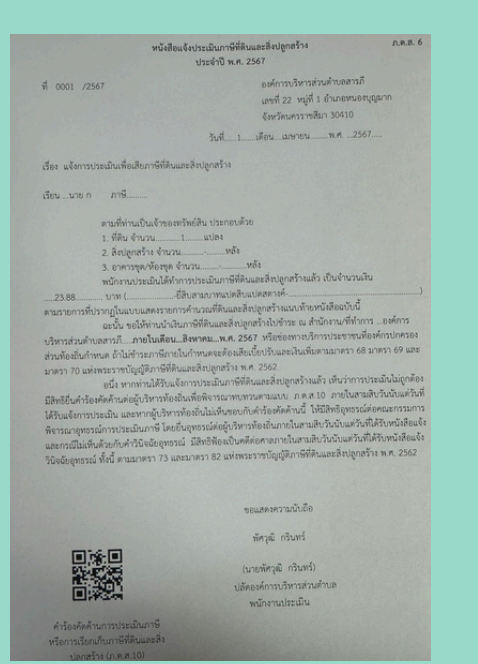 หนังสือแจ้งประเมินภาษีที่ดินและสิ่งปลูกสร้าง
ภ.ด.ส. 6
ประจำปี พ.ศ. 2567
ที่ 0001 /2567
องค์การบริหารส่วนตำบลสารภี
เลขที่ 22 หมู่ที่ 1 อำเภอหนองบุญมาก
จังหวัดนครราชสีมา 30410
วันที่.....1......เดือน....เมษายน.........พ.ศ. ...2567.....
เรื่อง แจ้งการประเมินเพื่อเสียภาษีที่ดินและสิ่งปลูกสร้าง
เรียน ...นาย ก ภาษี.........
ตามที่ท่านเป็นเจ้าของทรัพย์สิน ประกอบด้วย
1. ที่ดิน จำนวน..........1........แปลง
2. สิ่งปลูกสร้าง จำนวน.........-........หลัง
3. อาคารชุด/ห้องชุด จำนวน.........-.........หลัง
พนักงานประเมินได้ทำการประเมินภาษีที่ดินและสิ่งปลูกสร้างแล้ว เป็นจำนวนเงิน
.....23.88............ บาท (...................-ยี่สิบสามบาทแปดสิบแปดสตางค์-...................................................)
ตามรายการที่ปรากฏในแบบแสดงรายการคำนวณที่ดินและสิ่งปลูกสร้างแนบท้ายหนังสือฉบับนี้
ฉะนั้น ขอให้ท่านนำเงินภาษีที่ดินและสิ่งปลูกสร้างไปชำระ ณ สำนักงาน/ที่ทำการ ...องค์การ
บริหารส่วนตำบลสารภี.....ภายในเดือน...สิงหาคม...พ.ศ. 2567 หรือช่องทางบริการประชาชนที่องค์กรปกครอง
ส่วนท้องถิ่นกำหนด ถ้าไม่ชำระภาษีภายในกำหนดจะต้องเสียเบี้ยปรับและเงินเพิ่มตามมาตรา 68 มาตรา 69 และ
มาตรา 70 แห่งพระราชบัญญัติภาษีที่ดินและสิ่งปลูกสร้าง พ.ศ. 2562
อนึ่ง หากท่านได้รับแจ้งการประเมินภาษีที่ดินและสิ่งปลูกสร้างแล้ว เห็นว่าการประเมินไม่ถูกต้อง
มีสิทธิยื่นคำร้องคัดค้านต่อผู้บริหารท้องถิ่นเพื่อพิจารณาทบทวนตามแบบ ภ.ด.ส.10 ภายในสามสิบวันนับแต่วันที่
ได้รับแจ้งการประเมิน และหากผู้บริหารท้องถิ่นไม่เห็นชอบกับคำร้องคัดค้านนี้ ให้มีสิทธิอุทธรณ์ต่อคณะกรรมการ
พิจารณาอุทธรณ์การประเมินภาษี โดยยื่นอุทธรณ์ต่อผู้บริหารท้องถิ่นภายในสามสิบวันนับแต่วันที่ได้รับหนังสือแจ้ง
และกรณีไม่เห็นด้วยกับคำวินิจฉัยอุทธรณ์ มีสิทธิฟ้องเป็นคดีต่อศาลภายในสามสิบวันนับแต่วันที่ได้รับหนังสือแจ้ง
วินิจฉัยอุทธรณ์ ทั้งนี้ ตามมาตรา 73 และมาตรา 82 แห่งพระราชบัญญัติภาษีที่ดินและสิ่งปลูกสร้าง พ.ศ. 2562
ขอแสดงความนับถือ
พัศวุฒิ กรินทร์
(นายพัศวุฒิ กรินทร์)
ปลัดองค์การบริหารส่วนตำบล
พนักงานประเมิน
คำร้องคัดค้านการประเมินภาษี
หรือการเรียกเก็บภาษีที่ดินและสิ่ง
ปลูกสร้าง (ภ.ด.ส.10)